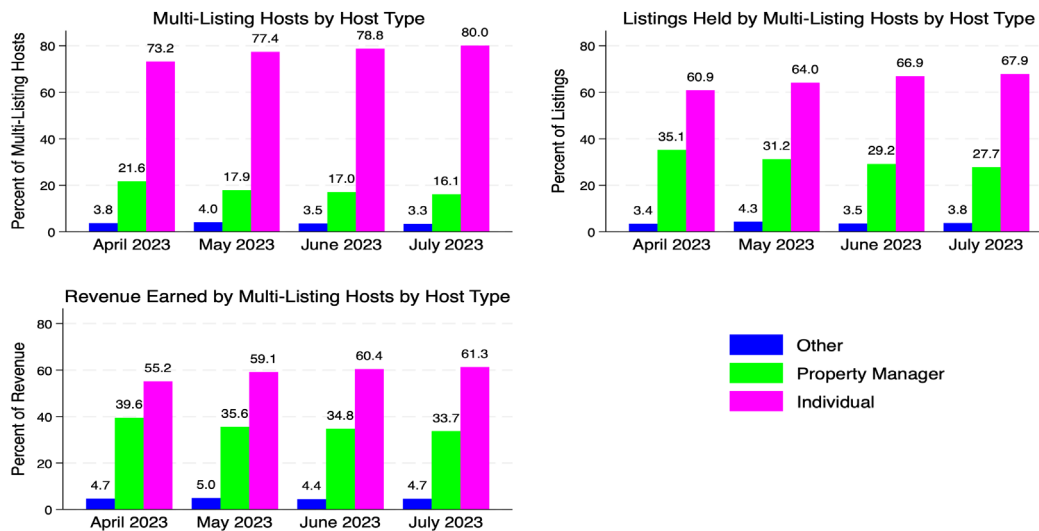 Multi-Listing Hosts by Host Type
Percent of Multi-Listing Hosts
80
60
40
20
0
3.8
21.6
73.2
4.0
17.9
77.4
3.5
17.0
78.8
3.3
16.1
80.0
April 2023
May 2023
June 2023
July 2023
Listings Held by Multi-Listing Hosts by Host Type
Percent of Listings
80
60
40
20
0
3.4
35.1
60.9
4.3
31.2
64.0
3.5
29.2
66.9
3.8
27.7
67.9
April 2023
May 2023
June 2023
July 2023
Revenue Earned by Multi-Listing Hosts by Host Type
Percent of Revenue
80
60
40
20
0
4.7
39.6
55.2
5.0
35.6
59.1
4.4
34.8
60.4
4.7
33.7
61.3
April 2023
May 2023
June 2023
July 2023
Other
Property Manager
Individual